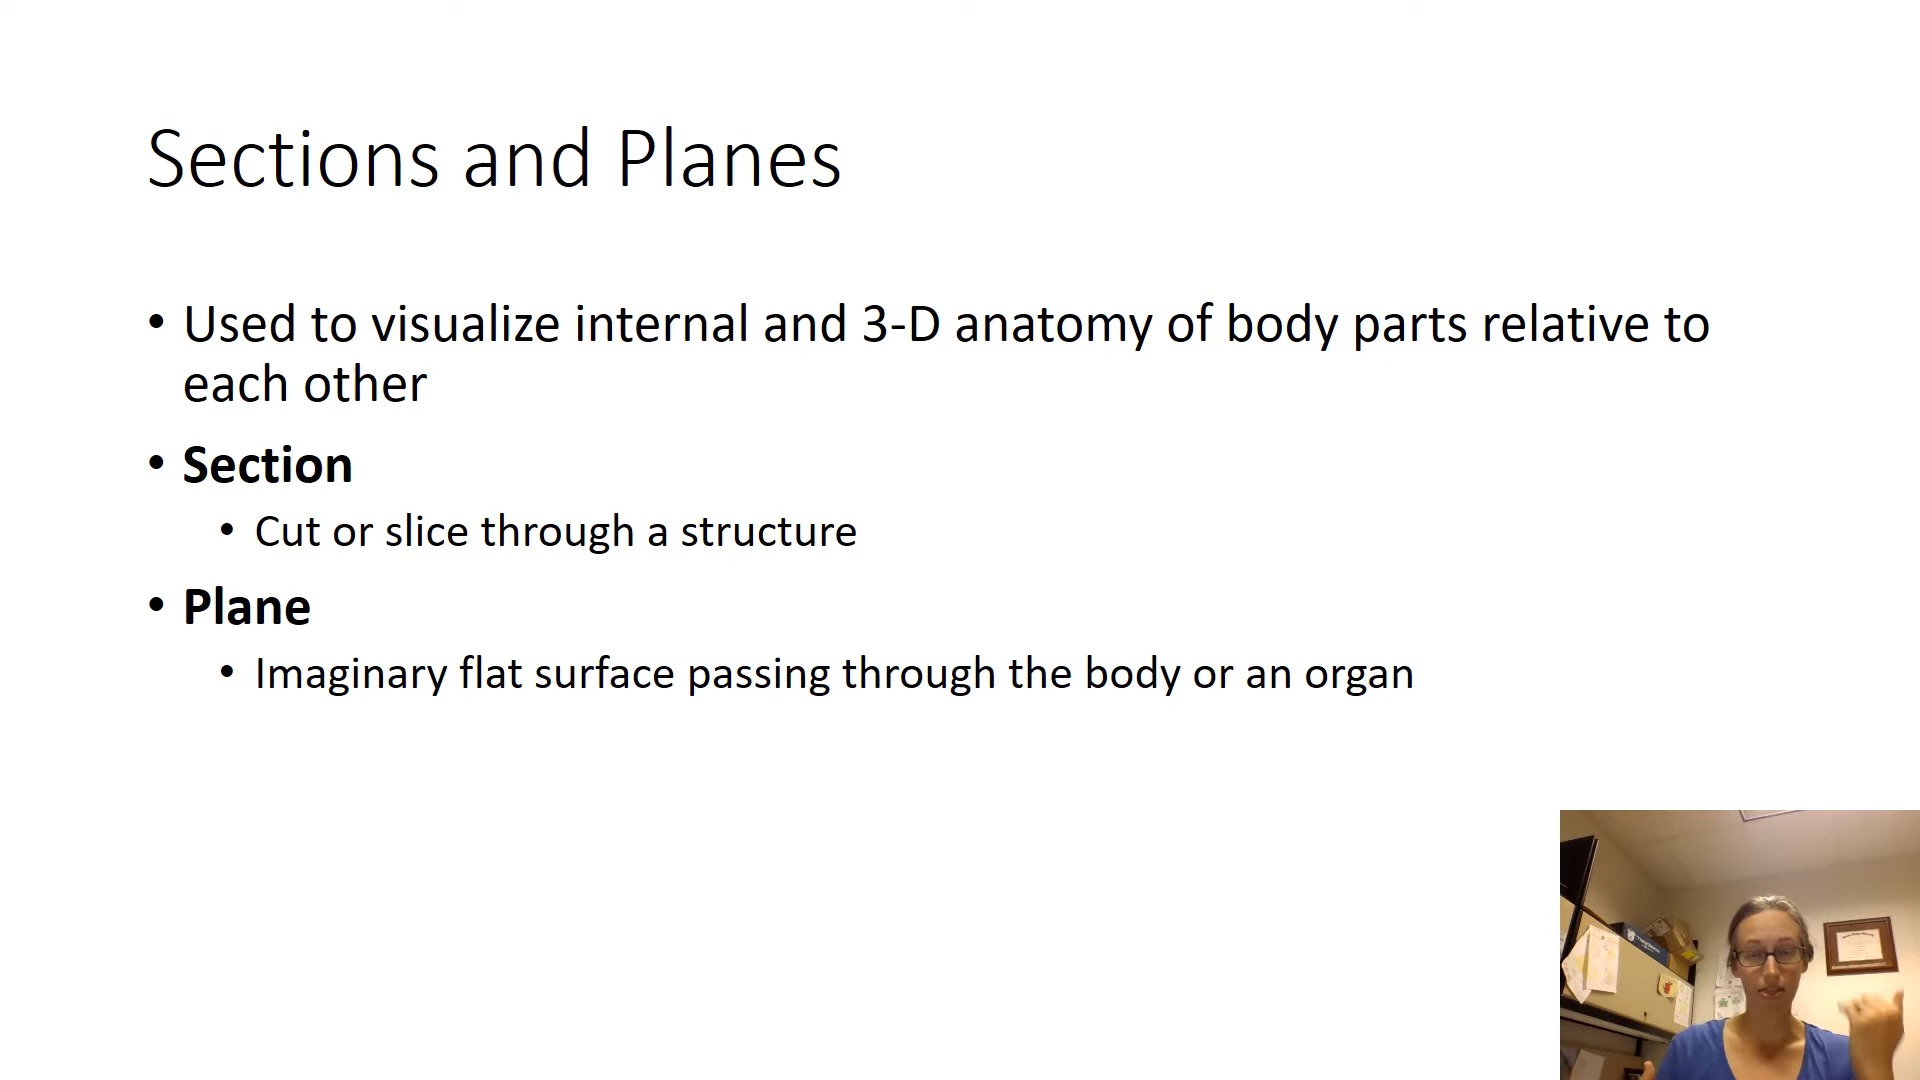 Sections and Planes
• Used to visualize internal and 3-D anatomy of body parts relative to
each other
• Section
• Cut or slice through a structure
• Plane
• Imaginary flat surface passing through the body or an organ